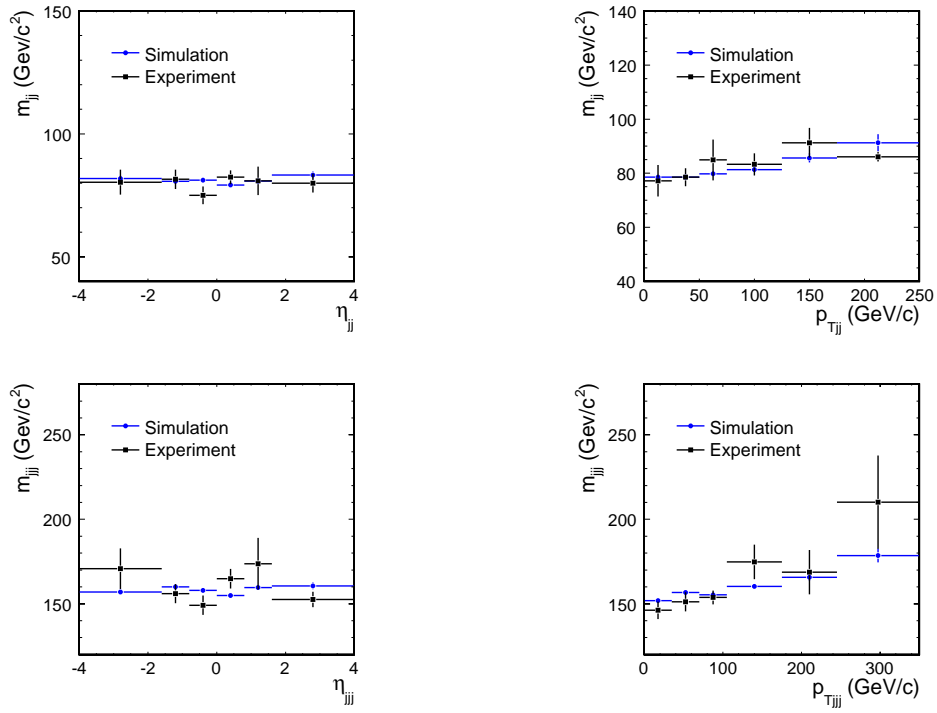 m_jj (Gev/c²)
150
100
50
Simulation
Experiment
-4 -2 0 2 4
η_jj
m_jj (Gev/c²)
140
120
100
80
60
40
Simulation
Experiment
0 50 100 150 200 250
p_Tjj (GeV/c)
m_jjj (Gev/c²)
250
200
150
Simulation
Experiment
-4 -2 0 2 4
η_jjj
m_jjj (Gev/c²)
250
200
150
Simulation
Experiment
0 100 200 300
p_Tjjj (GeV/c)